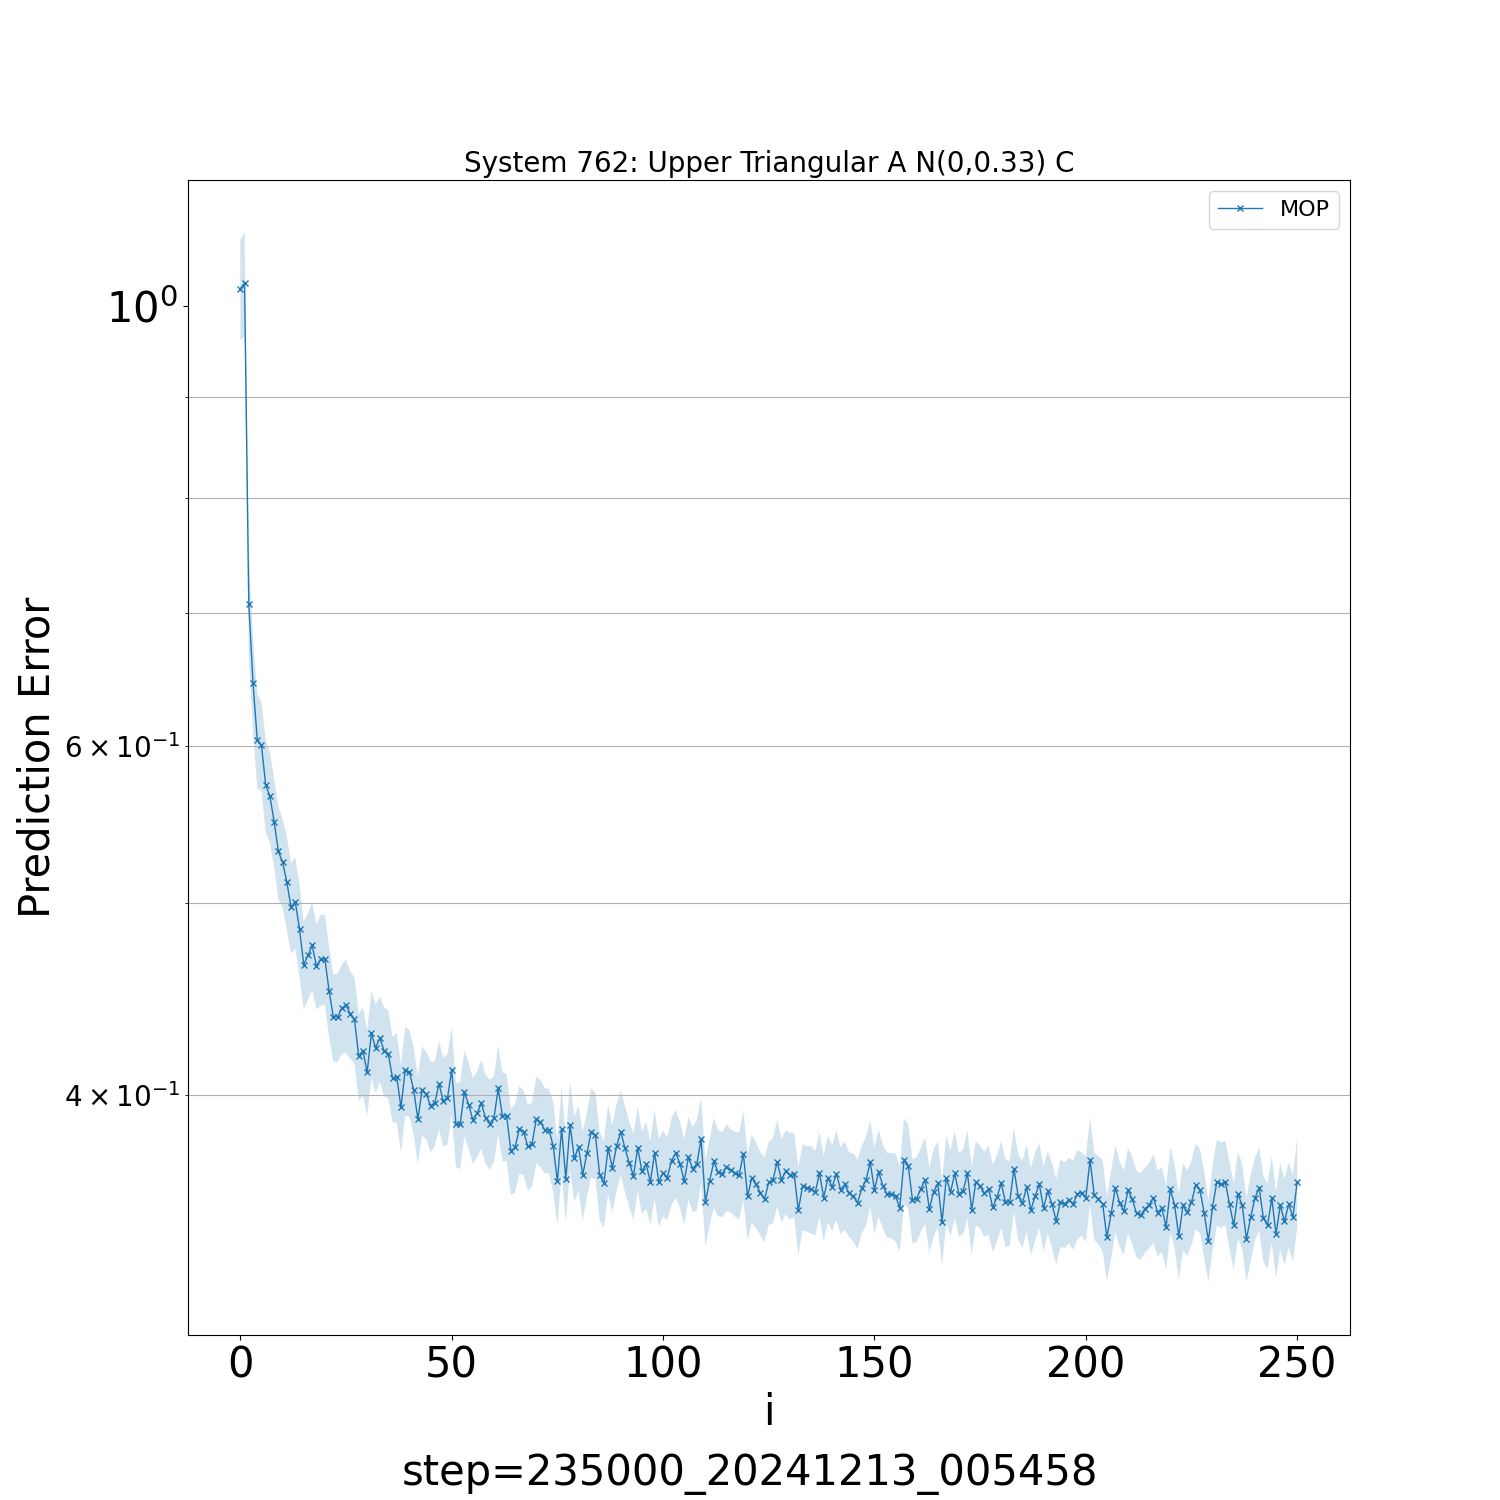 System 762: Upper Triangular A N(0,0.33) C
MOP
10⁰
6 × 10⁻¹
4 × 10⁻¹
Prediction Error
0 50 100 150 200 250
i
step=235000_20241213_005458